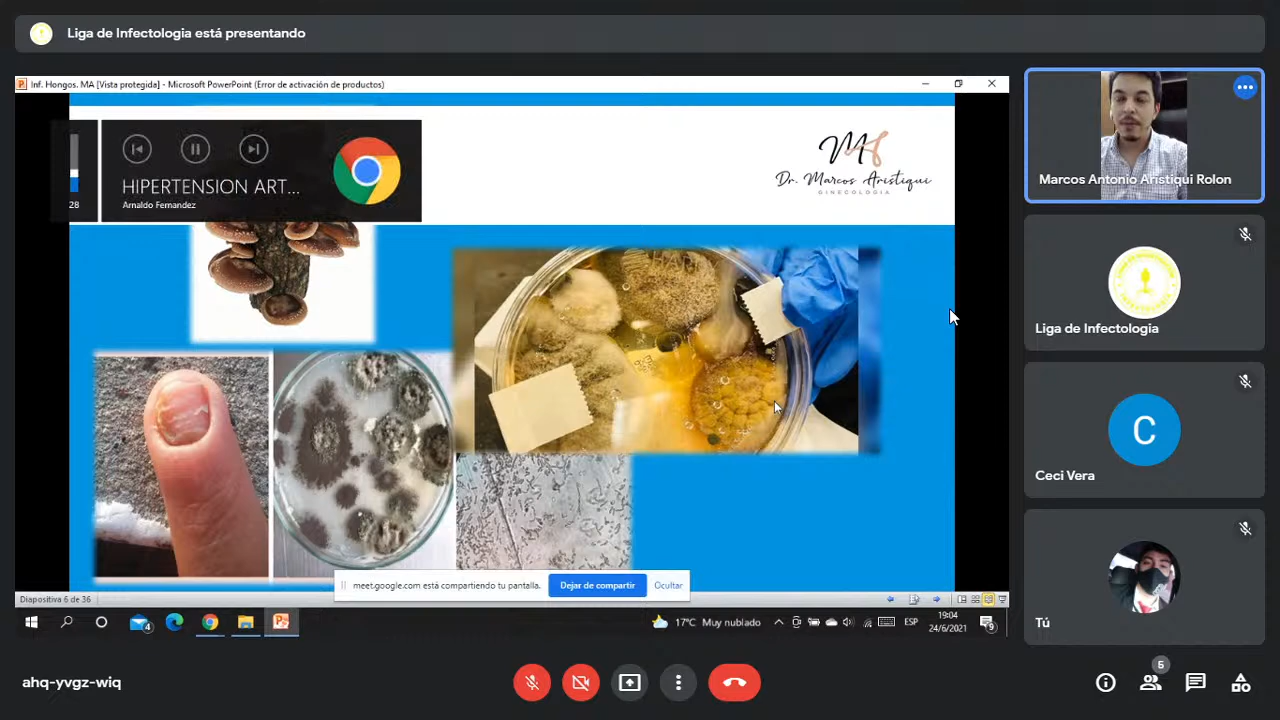 Liga de Infectologia está presentando
Inf. Hongos. MA [Vista protegida] - Microsoft PowerPoint (Error de activación de productos)
28
HIPERTENSION ART...
Arnaldo Fernandez
MA
Dr. Marcos Aristiqui
GINECOLOGIA
meet.google.com está compartiendo tu pantalla.
Dejar de compartir
Ocultar
Diapositiva 6 de 36
4
17°C Muy nublado
ESP
19:04
24/6/2021
9
Marcos Antonio Aristiqui Rolon
Liga de Infectologia
C
Ceci Vera
Tú
ahq-yvgz-wiq
5